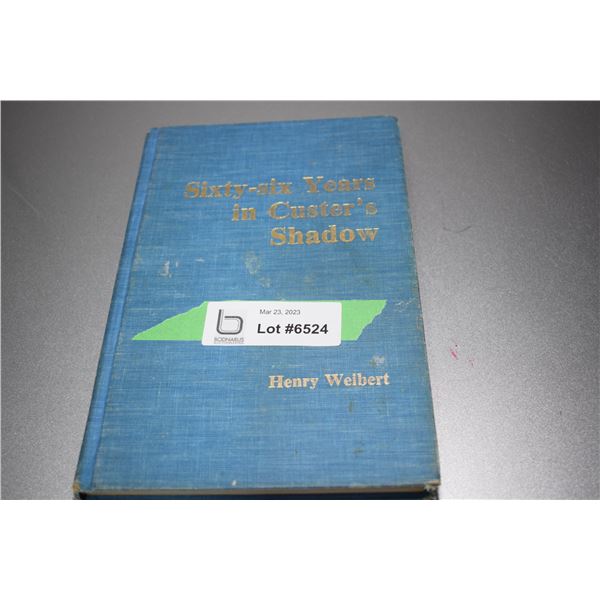 Sixty-six Years
in Custer's
Shadow
Mar 23, 2023
BODNARUS
Lot #6524
Henry Weibert